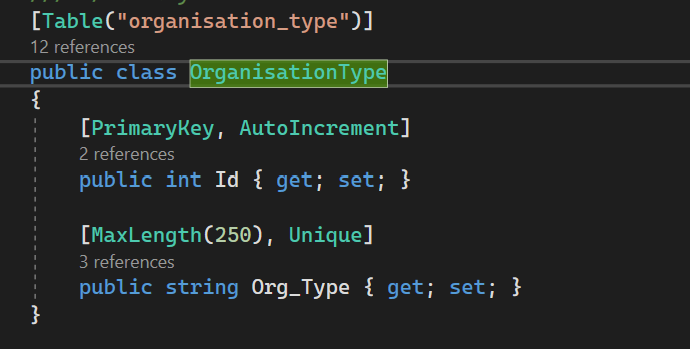 [Table("organisation_type")]
12 references
public class OrganisationType
{
[PrimaryKey, AutoIncrement]
2 references
public int Id { get; set; }
[MaxLength(250), Unique]
3 references
public string Org_Type { get; set; }
}